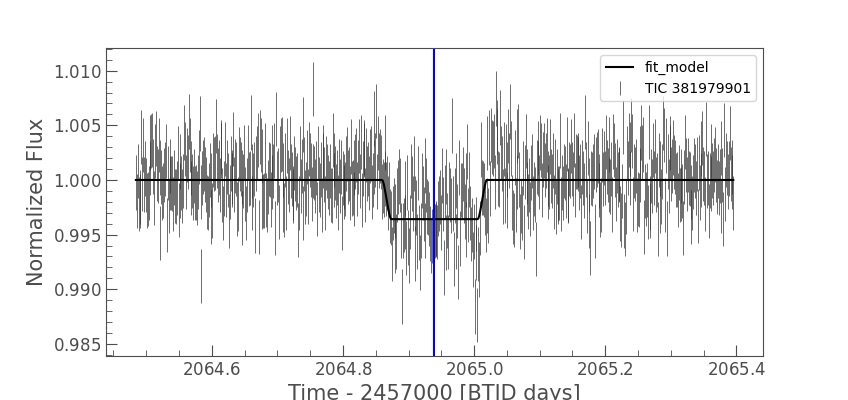 fit_model
TIC 381979901
1.010
1.005
1.000
0.995
0.990
0.985
Normalized Flux
2064.6 2064.8 2065.0 2065.2 2065.4
Time - 2457000 [BTJD days]